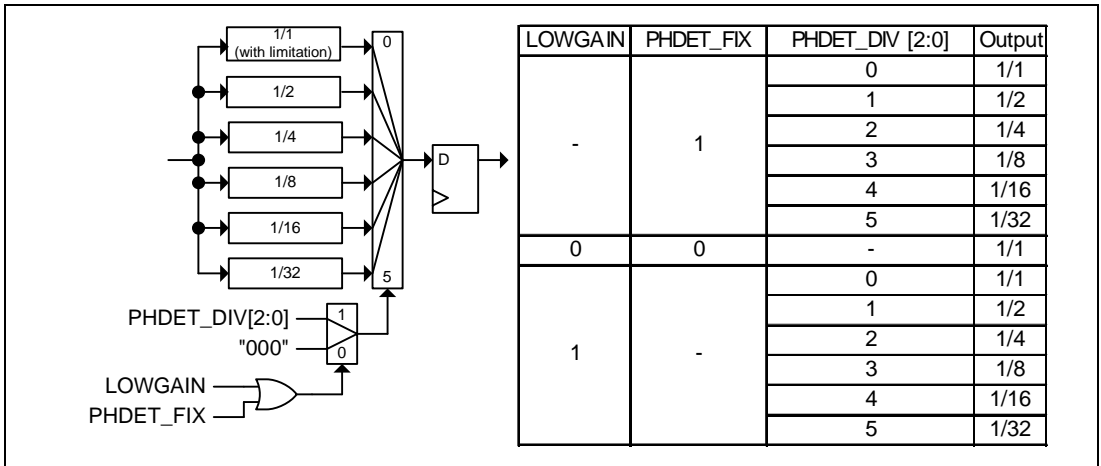 1/1
(with limitation)
1/2
1/4
1/8
1/16
1/32
0
5
D
PHDET_DIV[2:0]
"000"
1
0
LOWGAIN
PHDET_FIX
LOWGAIN PHDET_FIX PHDET_DIV [2:0] Output
- 1 0 1/1
1 1/2
2 1/4
3 1/8
4 1/16
5 1/32
0 0 - 1/1
1 - 0 1/1
1 1/2
2 1/4
3 1/8
4 1/16
5 1/32